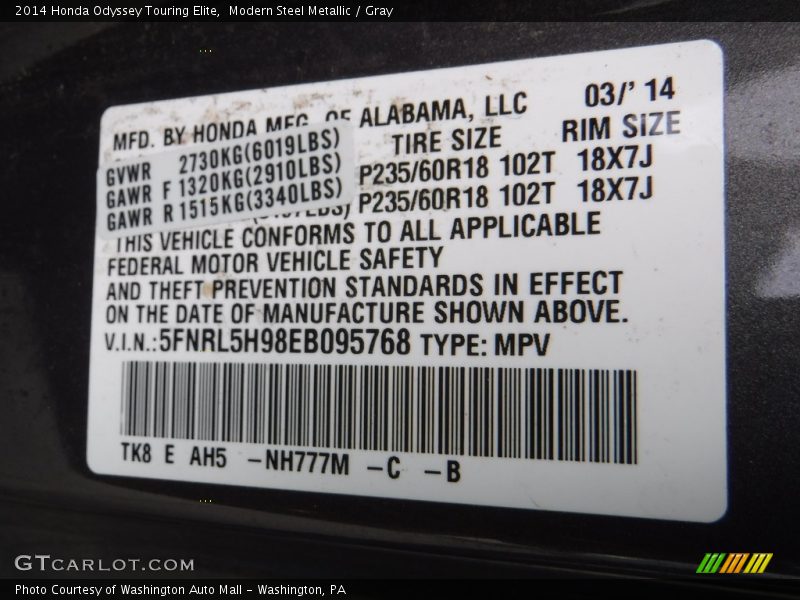 2014 Honda Odyssey Touring Elite,  Modern Steel Metallic / Gray
MFD. BY HONDA MFG. OF ALABAMA, LLC 03/' 14
TIRE SIZE RIM SIZE
GVWR 2730KG(6019LBS)
GAWR F 1320KG(2910LBS) P235/60R18 102T 18X7J
GAWR R 1515KG(3340LBS) P235/60R18 102T 18X7J
THIS VEHICLE CONFORMS TO ALL APPLICABLE
FEDERAL MOTOR VEHICLE SAFETY
AND THEFT PREVENTION STANDARDS IN EFFECT
ON THE DATE OF MANUFACTURE SHOWN ABOVE.
V.I.N.:5FNRL5H98EB095768 TYPE: MPV
TK8 E AH5 -NH777M -C -B
GTCARLOT.COM
Photo Courtesy of Washington Auto Mall - Washington, PA